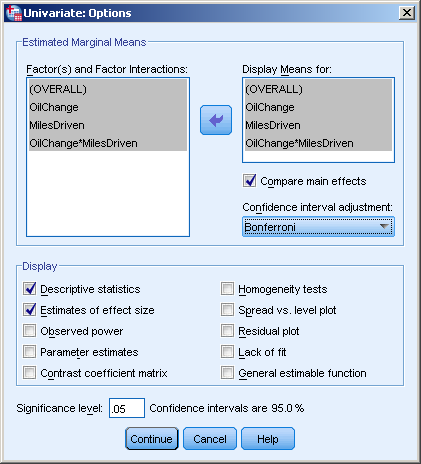 Univariate: Options
Estimated Marginal Means
Factor(s) and Factor Interactions:
(OVERALL)
OilChange
MilesDriven
OilChange*MilesDriven
Display Means for:
(OVERALL)
OilChange
MilesDriven
OilChange*MilesDriven
Compare main effects
Confidence interval adjustment:
Bonferroni
Display
Descriptive statistics
Estimates of effect size
Observed power
Parameter estimates
Contrast coefficient matrix
Homogeneity tests
Spread vs. level plot
Residual plot
Lack of fit
General estimable function
Significance level: .05 Confidence intervals are 95.0 %
Continue Cancel Help